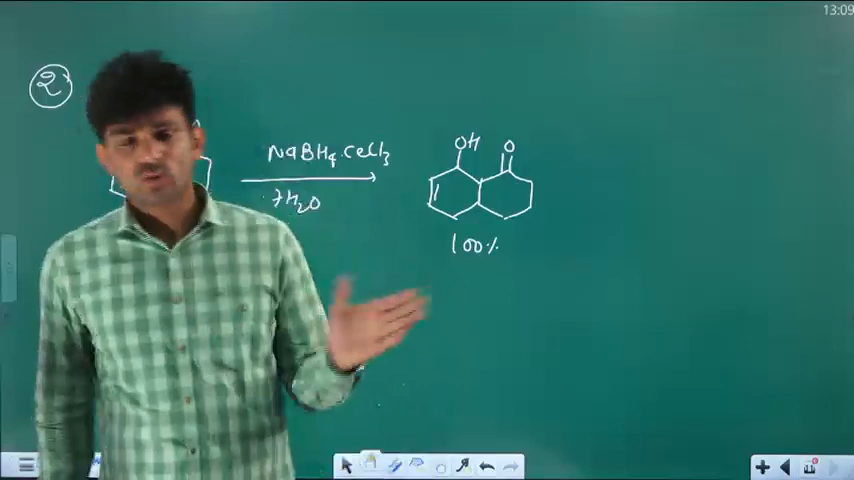 13:09
2
NaBH4.CeCl3
7H2O
OH O
100%